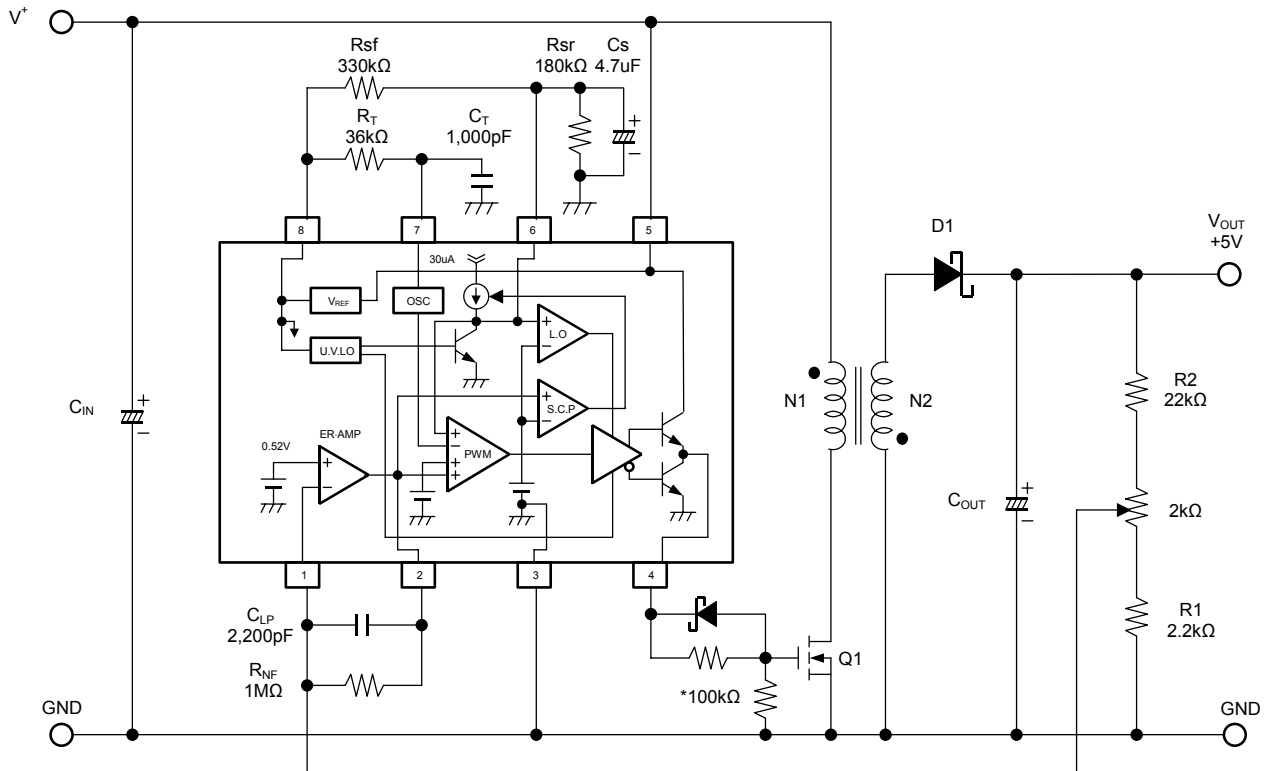 V+
Rsf
330kΩ
Rsr
180kΩ
Cs
4.7uF
RT
36kΩ
CT
1,000pF
+
−
8
7
6
5
30uA
VREF
OSC
U.V.LO
+
−
L.O
+
−
S.C.P
0.52V
ER·AMP
+
−
+
−
+
+
PWM
CIN
+
−
1
2
3
4
CLP
2,200pF
RNF
1MΩ
*100kΩ
Q1
N1
N2
D1
VOUT
+5V
R2
22kΩ
COUT
+
−
2kΩ
R1
2.2kΩ
GND
GND